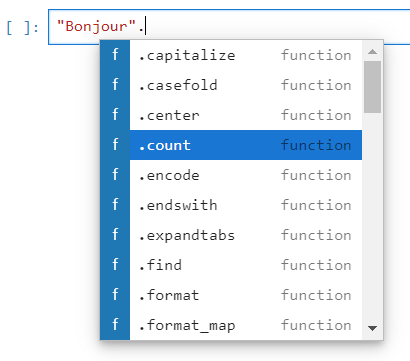 [ ]: "Bonjour".
f .capitalize function
f .casefold function
f .center function
f .count function
f .encode function
f .endswith function
f .expandtabs function
f .find function
f .format function
f .format_map function